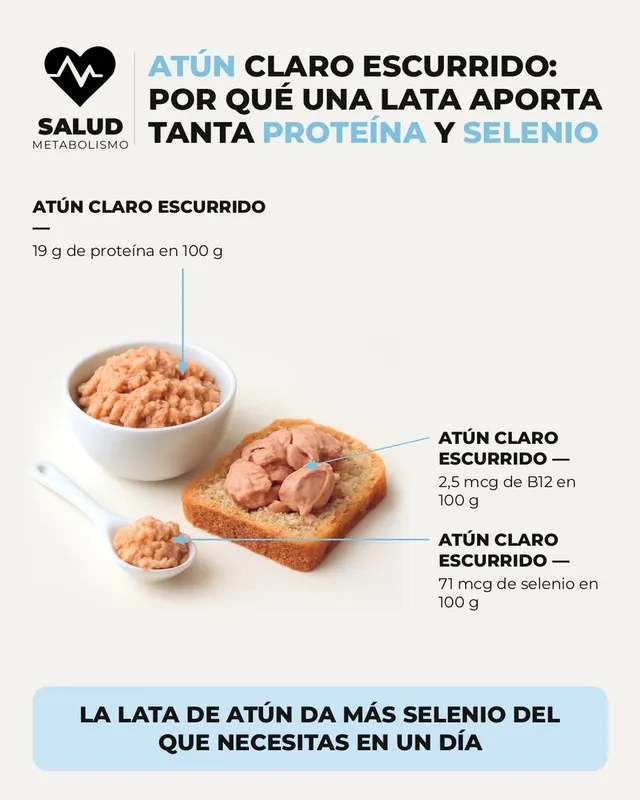 SALUD
METABOLISMO
ATÚN CLARO ESCURRIDO:
POR QUÉ UNA LATA APORTA
TANTA PROTEÍNA Y SELENIO
ATÚN CLARO ESCURRIDO
—
19 g de proteína en 100 g
ATÚN CLARO
ESCURRIDO —
2,5 mcg de B12 en
100 g
ATÚN CLARO
ESCURRIDO —
71 mcg de selenio en
100 g
LA LATA DE ATÚN DA MÁS SELENIO DEL
QUE NECESITAS EN UN DÍA